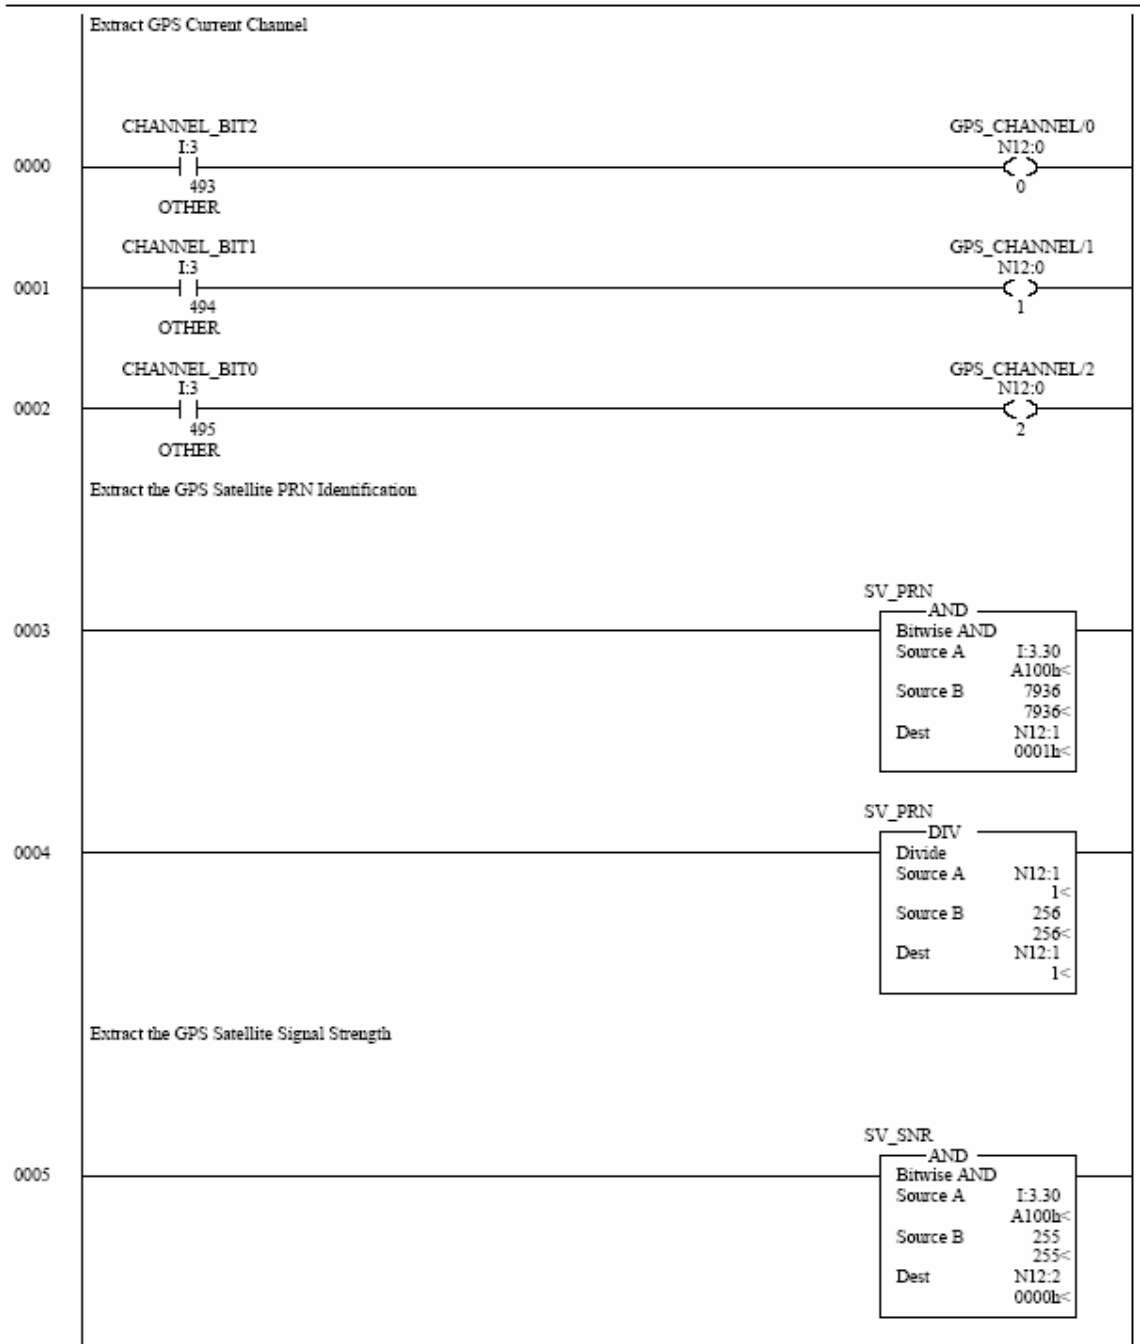 Extract GPS Current Channel
CHANNEL_BIT2 GPS_CHANNEL/0
I:3 N12:0
0000
493 0
OTHER
CHANNEL_BIT1 GPS_CHANNEL/1
I:3 N12:0
0001
494 1
OTHER
CHANNEL_BIT0 GPS_CHANNEL/2
I:3 N12:0
0002
495 2
OTHER
Extract the GPS Satellite PRN Identification
SV_PRN
AND
0003 Bitwise AND
Source A I:3.30
A100h<
Source B 7936
7936<
Dest N12:1
0001h<
SV_PRN
DIV
0004 Divide
Source A N12:1
1<
Source B 256
256<
Dest N12:1
1<
Extract the GPS Satellite Signal Strength
SV_SNR
AND
0005 Bitwise AND
Source A I:3.30
A100h<
Source B 255
255<
Dest N12:2
0000h<